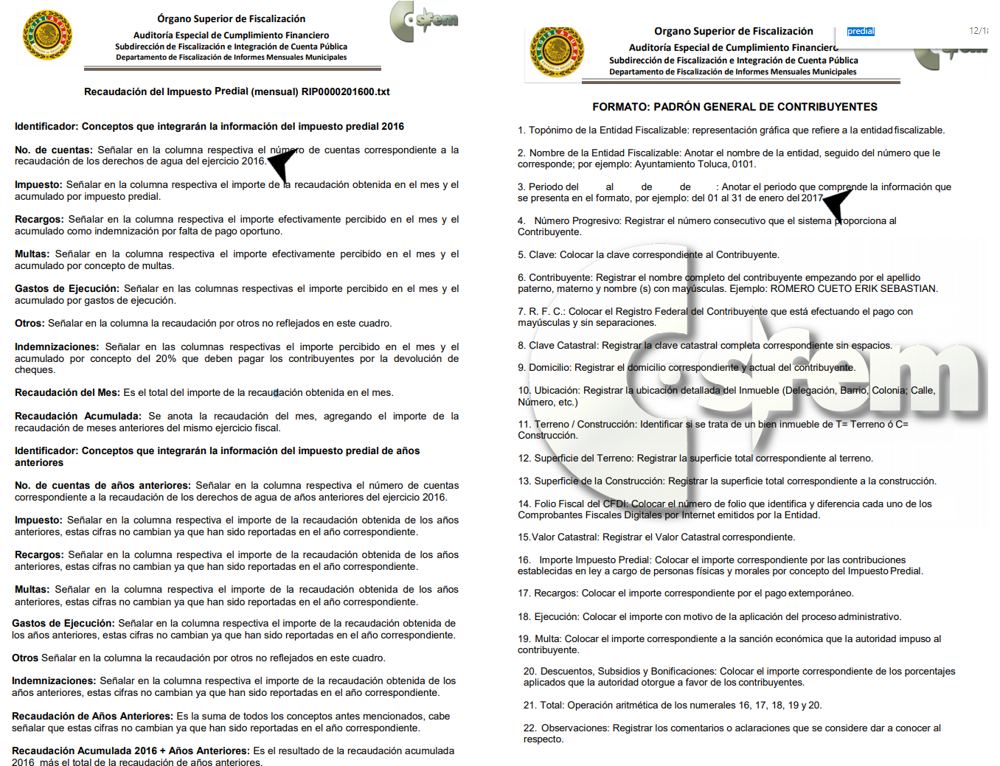 Órgano Superior de Fiscalización
Auditoría Especial de Cumplimiento Financiero
Subdirección de Fiscalización e Integración de Cuenta Pública
Departamento de Fiscalización de Informes Mensuales Municipales
Recaudación del Impuesto Predial (mensual) RIP0000201600.txt
Identificador: Conceptos que integrarán la información del impuesto predial 2016
No. de cuentas: Señalar en la columna respectiva el número de cuentas correspondiente a la
recaudación de los derechos de agua del ejercicio 2016.
Impuesto: Señalar en la columna respectiva el importe de la recaudación obtenida en el mes y el
acumulado por impuesto predial.
Recargos: Señalar en la columna respectiva el importe efectivamente percibido en el mes y el
acumulado como indemnización por falta de pago oportuno.
Multas: Señalar en la columna respectiva el importe efectivamente percibido en el mes y el
acumulado por concepto de multas.
Gastos de Ejecución: Señalar en las columnas respectivas el importe percibido en el mes y el
acumulado por gastos de ejecución.
Otros: Señalar en la columna la recaudación por otros no reflejados en este cuadro.
Indemnizaciones: Señalar en las columnas respectivas el importe percibido en el mes y el
acumulado por concepto del 20% que deben pagar los contribuyentes por la devolución de
cheques.
Recaudación del Mes: Es el total del importe de la recaudación obtenida en el mes.
Recaudación Acumulada: Se anota la recaudación del mes, agregando el importe de la
recaudación de meses anteriores del mismo ejercicio fiscal.
Identificador: Conceptos que integrarán la información del impuesto predial de años
anteriores
No. de cuentas de años anteriores: Señalar en la columna respectiva el número de cuentas
correspondiente a la recaudación de los derechos de agua de años anteriores del ejercicio 2016.
Impuesto: Señalar en la columna respectiva el importe de la recaudación obtenida de los años
anteriores, estas cifras no cambian ya que han sido reportadas en el año correspondiente.
Recargos: Señalar en la columna respectiva el importe de la recaudación obtenida de los años
anteriores, estas cifras no cambian ya que han sido reportadas en el año correspondiente.
Multas: Señalar en la columna respectiva el importe de la recaudación obtenida de los años
anteriores, estas cifras no cambian ya que han sido reportadas en el año correspondiente.
Gastos de Ejecución: Señalar en la columna respectiva el importe de la recaudación obtenida de
los años anteriores, estas cifras no cambian ya que han sido reportadas en el año correspondiente.
Otros Señalar en la columna la recaudación por otros no reflejados en este cuadro.
Indemnizaciones: Señalar en la columna respectiva el importe de la recaudación obtenida de los
años anteriores, estas cifras no cambian ya que han sido reportadas en el año correspondiente.
Recaudación de Años Anteriores: Es la suma de todos los conceptos antes mencionados, cabe
señalar que estas cifras no cambian ya que han sido reportadas en el año correspondiente.
Recaudación Acumulada 2016 + Años Anteriores: Es el resultado de la recaudación acumulada
2016 más el total de la recaudación de años anteriores.
Organo Superior de Fiscalización
predial
12/18
Auditoría Especial de Cumplimiento Financiero
Subdirección de Fiscalización e Integración de Cuenta Pública
Departamento de Fiscalización de Informes Mensuales Municipales
FORMATO: PADRÓN GENERAL DE CONTRIBUYENTES
1. Topónimo de la Entidad Fiscalizable: representación gráfica que refiere a la entidad fiscalizable.
2. Nombre de la Entidad Fiscalizable: Anotar el nombre de la entidad, seguido del número que le
corresponde; por ejemplo: Ayuntamiento Toluca, 0101.
3. Periodo del al de de : Anotar el periodo que comprende la información que
se presenta en el formato, por ejemplo: del 01 al 31 de enero del 2017
4. Número Progresivo: Registrar el número consecutivo que el sistema proporciona al
Contribuyente.
5. Clave: Colocar la clave correspondiente al Contribuyente.
6. Contribuyente: Registrar el nombre completo del contribuyente empezando por el apellido
paterno, materno y nombre (s) con mayúsculas. Ejemplo: ROMERO CUETO ERIK SEBASTIAN.
7. R. F. C.: Colocar el Registro Federal del Contribuyente que está efectuando el pago con
mayúsculas y sin separaciones.
8. Clave Catastral: Registrar la clave catastral completa correspondiente sin espacios.
9. Domicilio: Registrar el domicilio correspondiente y actual del contribuyente.
10. Ubicación: Registrar la ubicación detallada del Inmueble (Delegación, Barrio, Colonia; Calle,
Número, etc.)
11. Terreno / Construcción: Identificar si se trata de un bien inmueble de T= Terreno ó C=
Construcción.
12. Superficie del Terreno: Registrar la superficie total correspondiente al terreno.
13. Superficie de la Construcción: Registrar la superficie total correspondiente a la construcción.
14. Folio Fiscal del CFDI: Colocar el número de folio que identifica y diferencia cada uno de los
Comprobantes Fiscales Digitales por Internet emitidos por la Entidad.
15.Valor Catastral: Registrar el Valor Catastral correspondiente.
16. Importe Impuesto Predial: Colocar el importe correspondiente por las contribuciones
establecidas en ley a cargo de personas físicas y morales por concepto del Impuesto Predial.
17. Recargos: Colocar el importe correspondiente por el pago extemporáneo.
18. Ejecución: Colocar el importe con motivo de la aplicación del proceso administrativo.
19. Multa: Colocar el importe correspondiente a la sanción económica que la autoridad impuso al
contribuyente.
20. Descuentos, Subsidios y Bonificaciones: Colocar el importe correspondiente de los porcentajes
aplicados que la autoridad otorgue a favor de los contribuyentes.
21. Total: Operación aritmética de los numerales 16, 17, 18, 19 y 20.
22. Observaciones: Registrar los comentarios o aclaraciones que se considere dar a conocer al
respecto.